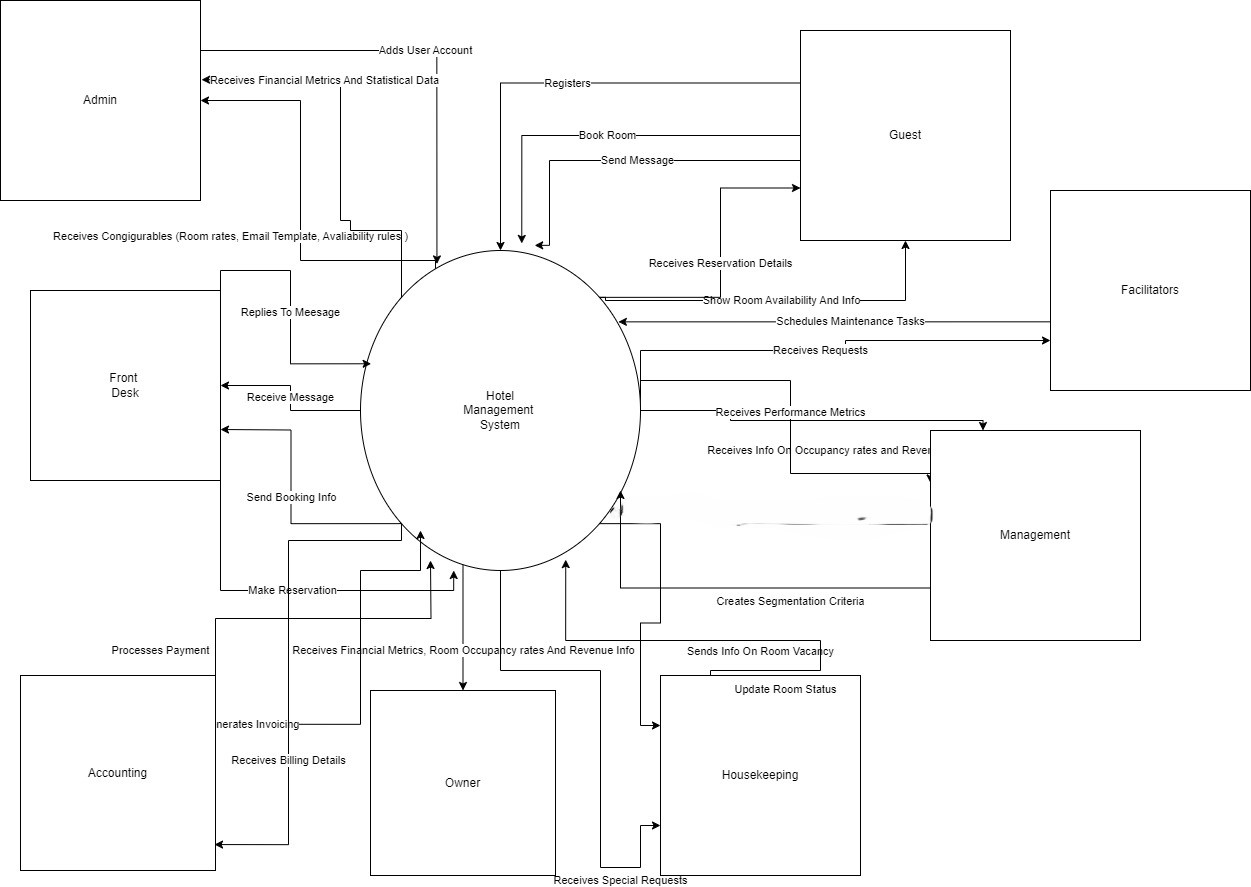 Adds User Account
Receives Financial Metrics And Statistical Data
Admin
Registers
Book Room
Send Message
Guest
Receives Congigurables (Room rates, Email Template, Avaliability rules )
Receives Reservation Details
Show Room Availability And Info
Facilitators
Schedules Maintenance Tasks
Receives Requests
Replies To Meesage
Front
Desk
Receive Message
Hotel
Management
System
Receives Performance Metrics
Receives Info On Occupancy rates and Rever
Send Booking Info
Management
Make Reservation
Creates Segmentation Criteria
Processes Payment
Receives Financial Metrics, Room Occupancy rates And Revenue Info
Sends Info On Room Vacancy
Update Room Status
nerates Invoicing
Receives Billing Details
Accounting
Owner
Housekeeping
Receives Special Requests